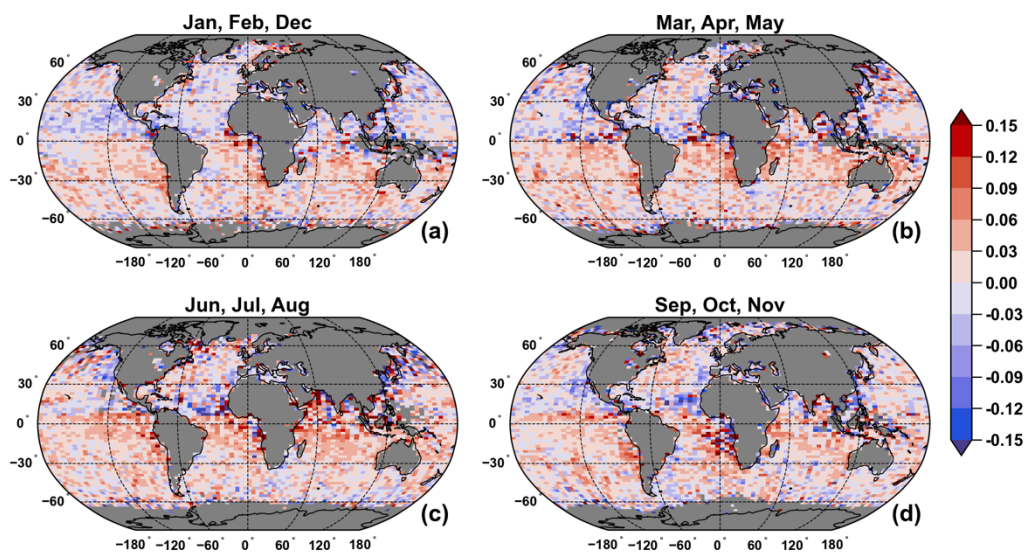 Jan, Feb, Dec
Mar, Apr, May
60°
30°
0°
−30°
−60°
(a)
−180 −120 −60 0° 60 120 180
60°
30°
0°
−30°
−60°
(b)
−180 −120 −60 0° 60 120 180
0.15
0.12
0.09
0.06
0.03
0.00
-0.03
-0.06
-0.09
-0.12
-0.15
Jun, Jul, Aug
Sep, Oct, Nov
60°
30°
0°
−30°
−60°
(c)
−180 −120 −60 0° 60 120 180
60°
30°
0°
−30°
−60°
(d)
−180 −120 −60 0° 60 120 180